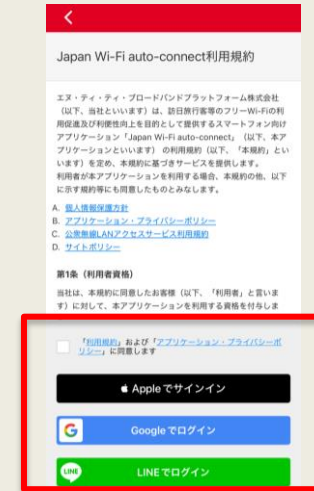 Japan Wi-Fi auto-connect利用規約
エヌ・ティ・ティ・ブロードバンドプラットフォーム株式会社
（以下、当社といいます）は、訪日旅行客等のフリーWi-Fiの利
用促進及び利便性向上を目的として提供するスマートフォン向け
アプリケーション「Japan Wi-Fi auto-connect」（以下、本ア
プリケーションといいます）の利用規約（以下、「本規約」とい
います）を定め、本規約に基づきサービスを提供します。
利用者が本アプリケーションを利用する場合、本規約の他、以下
に示す規約等にも同意したものとみなします。
A. 個人情報保護方針
B. アプリケーション・プライバシーポリシー
C. 公衆無線LANアクセスサービス利用規約
D. サイトポリシー
第1条（利用者資格）
当社は、本規約に同意したお客様（以下、「利用者」と言いま
す）に対して、本アプリケーションを利用する資格を付与しま
「利用規約」および「アプリケーション・プライバシーポ
リシー」に同意します
Appleでサインイン
G Googleでログイン
LINE LINEでログイン